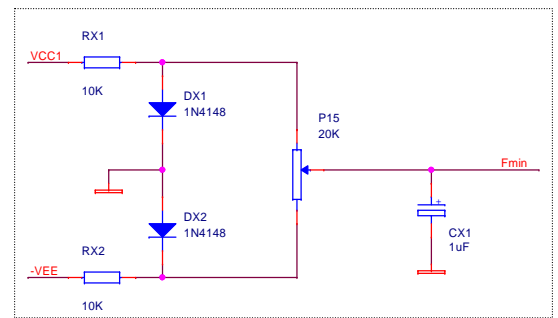 RX1
VCC1
10K
DX1
1N4148
P15
20K
Fmin
+
DX2
1N4148
CX1
1uF
RX2
-VEE
10K